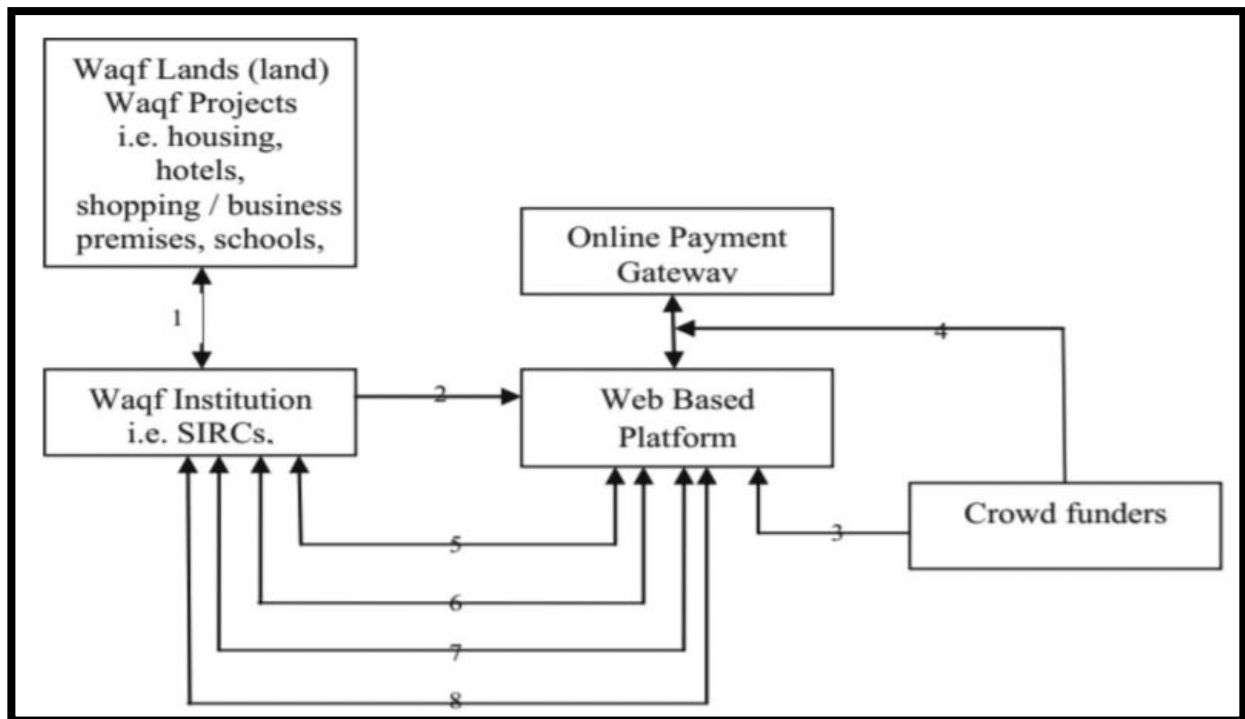 Waqf Lands (land)
Waqf Projects
i.e. housing,
hotels,
shopping / business
premises, schools,
1
Online Payment
Gateway
4
Waqf Institution
i.e. SIRCs,
2
Web Based
Platform
Crowd funders
3
5
6
7
8